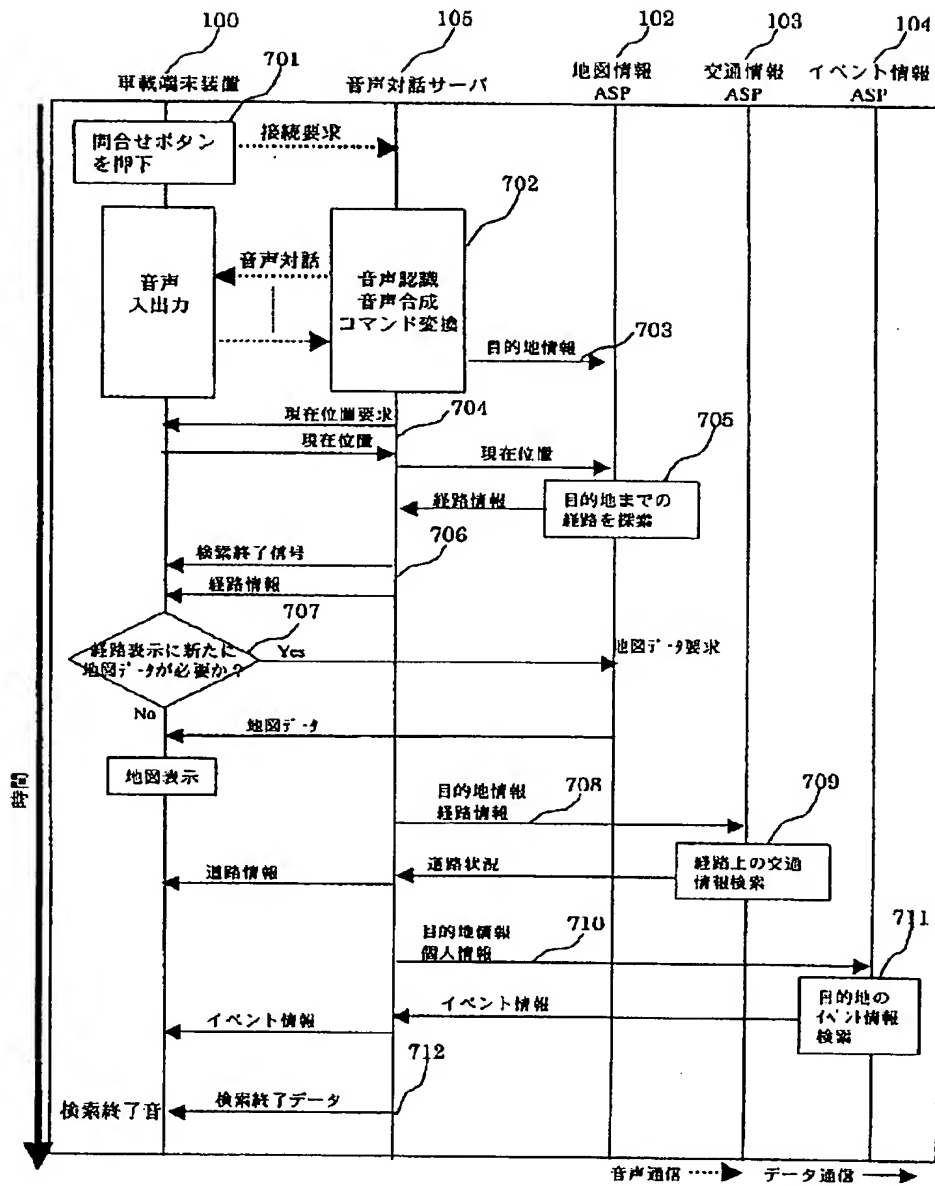 100
105
102
103
104
701
車載端末装置
音声対話サーバ
地図情報
ASP
交通情報
ASP
イベント情報
ASP
問合せボタン
を押下
接続要求
702
音声
入出力
音声対話
音声認識
音声合成
コマンド変換
目的地情報
703
現在位置要求
704
現在位置
現在位置
705
経路情報
目的地までの
経路を探索
706
検索終了信号
経路情報
707
経路表示に新たに
地図データが必要か?
Yes
地図データ要求
No
地図データ
地図表示
時間
目的地情報
経路情報
708
709
道路情報
道路状況
経路上の交通
情報検索
目的地情報
個人情報
710
711
イベント情報
イベント情報
目的地の
イベント情報
検索
712
検索終了音
検索終了データ
音声通信
データ通信